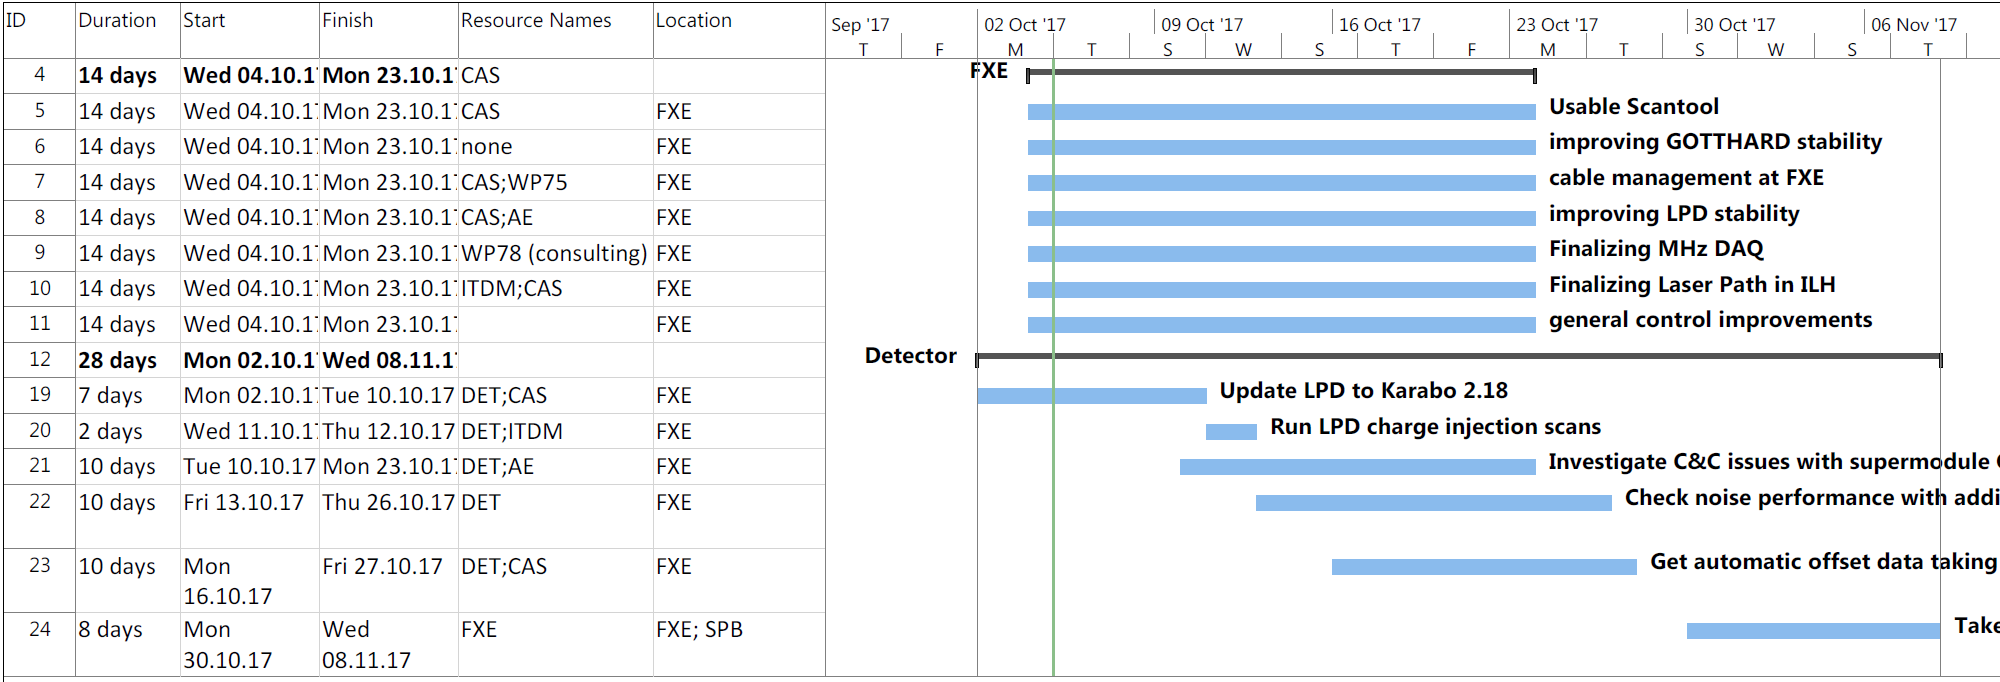 ID Duration Start Finish Resource Names Location Sep '17 02 Oct '17 09 Oct '17 16 Oct '17 23 Oct '17 30 Oct '17 06 Nov '17
T F M T S W S T F M T S W S T
4 14 days Wed 04.10.1 Mon 23.10.1 CAS FXE
5 14 days Wed 04.10.1 Mon 23.10.1 CAS FXE Usable Scantool
6 14 days Wed 04.10.1 Mon 23.10.1 none FXE improving GOTTHARD stability
7 14 days Wed 04.10.1 Mon 23.10.1 CAS;WP75 FXE cable management at FXE
8 14 days Wed 04.10.1 Mon 23.10.1 CAS;AE FXE improving LPD stability
9 14 days Wed 04.10.1 Mon 23.10.1 WP78 (consulting) FXE Finalizing MHz DAQ
10 14 days Wed 04.10.1 Mon 23.10.1 ITDM;CAS FXE Finalizing Laser Path in ILH
11 14 days Wed 04.10.1 Mon 23.10.1 FXE general control improvements
12 28 days Mon 02.10.1 Wed 08.11.1 Detector
19 7 days Mon 02.10.1 Tue 10.10.17 DET;CAS FXE Update LPD to Karabo 2.18
20 2 days Wed 11.10.1 Thu 12.10.17 DET;ITDM FXE Run LPD charge injection scans
21 10 days Tue 10.10.17 Mon 23.10.1 DET;AE FXE Investigate C&C issues with supermodule
22 10 days Fri 13.10.17 Thu 26.10.17 DET FXE Check noise performance with addi
23 10 days Mon Fri 27.10.17 DET;CAS FXE Get automatic offset data taking
16.10.17
24 8 days Mon Wed FXE FXE; SPB Take
30.10.17 08.11.17